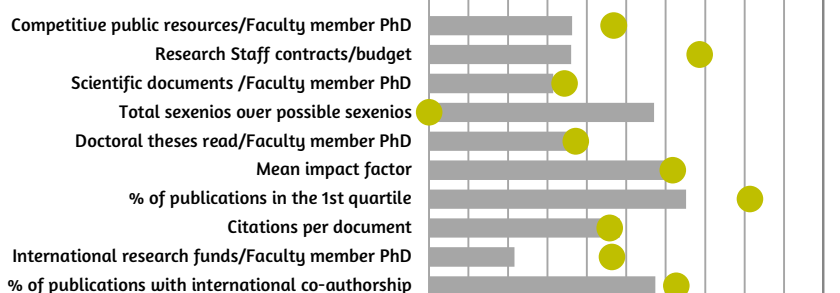 Competitive public resources/Faculty member PhD
Research Staff contracts/budget
Scientific documents /Faculty member PhD
Total sexenios over possible sexenios
Doctoral theses read/Faculty member PhD
Mean impact factor
% of publications in the 1st quartile
Citations per document
International research funds/Faculty member PhD
% of publications with international co-authorship